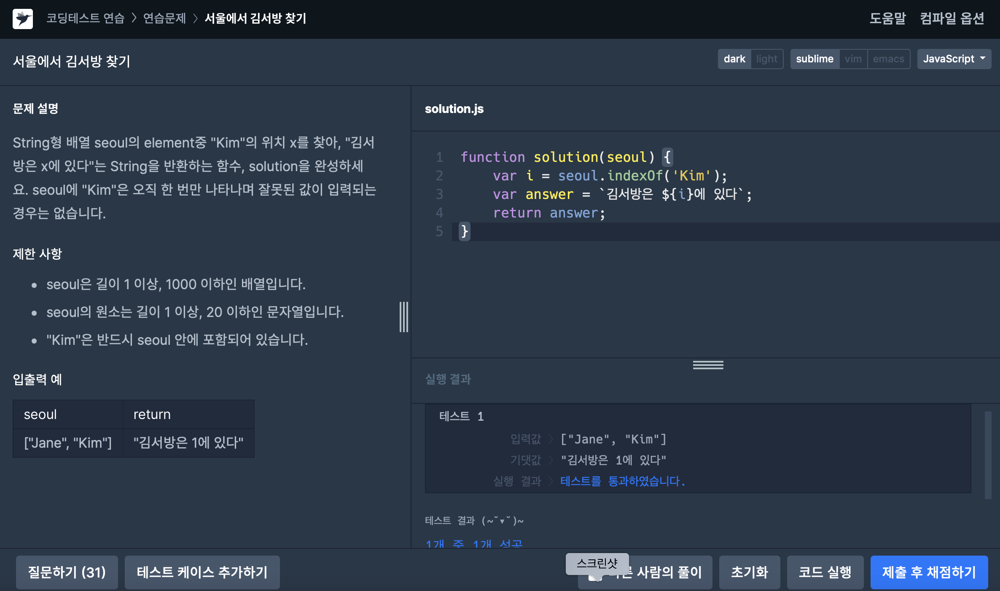 코딩테스트 연습 > 연습문제 > 서울에서 김서방 찾기
도움말 컴파일 옵션
서울에서 김서방 찾기
dark light sublime vim emacs JavaScript
문제 설명
String형 배열 seoul의 element중 "Kim"의 위치 x를 찾아, "김서
방은 x에 있다"는 String을 반환하는 함수, solution을 완성하세
요. seoul에 "Kim"은 오직 한 번만 나타나며 잘못된 값이 입력되는
경우는 없습니다.
제한 사항
• seoul은 길이 1 이상, 1000 이하인 배열입니다.
• seoul의 원소는 길이 1 이상, 20 이하인 문자열입니다.
• "Kim"은 반드시 seoul 안에 포함되어 있습니다.
입출력 예
seoul return
["Jane", "Kim"] "김서방은 1에 있다"
solution.js
1 function solution(seoul) {
2     var i = seoul.indexOf('Kim');
3     var answer = `김서방은 ${i}에 있다`;
4     return answer;
5 }
실행 결과
테스트 1
입력값 > ["Jane", "Kim"]
기댓값 > "김서방은 1에 있다"
실행 결과 > 테스트를 통과하였습니다.
테스트 결과 (~˘▾˘)~
1개 중 1개 성공
질문하기 (31) 테스트 케이스 추가하기
스크린샷
사람의 풀이 초기화 코드 실행 제출 후 채점하기